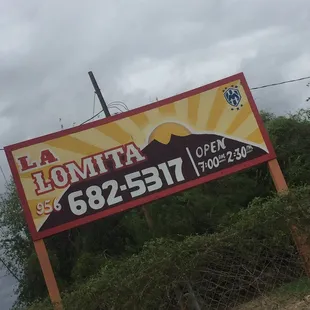 LA
LOMITA
956 682-5317
OPEN
7:00AM 2:30PM